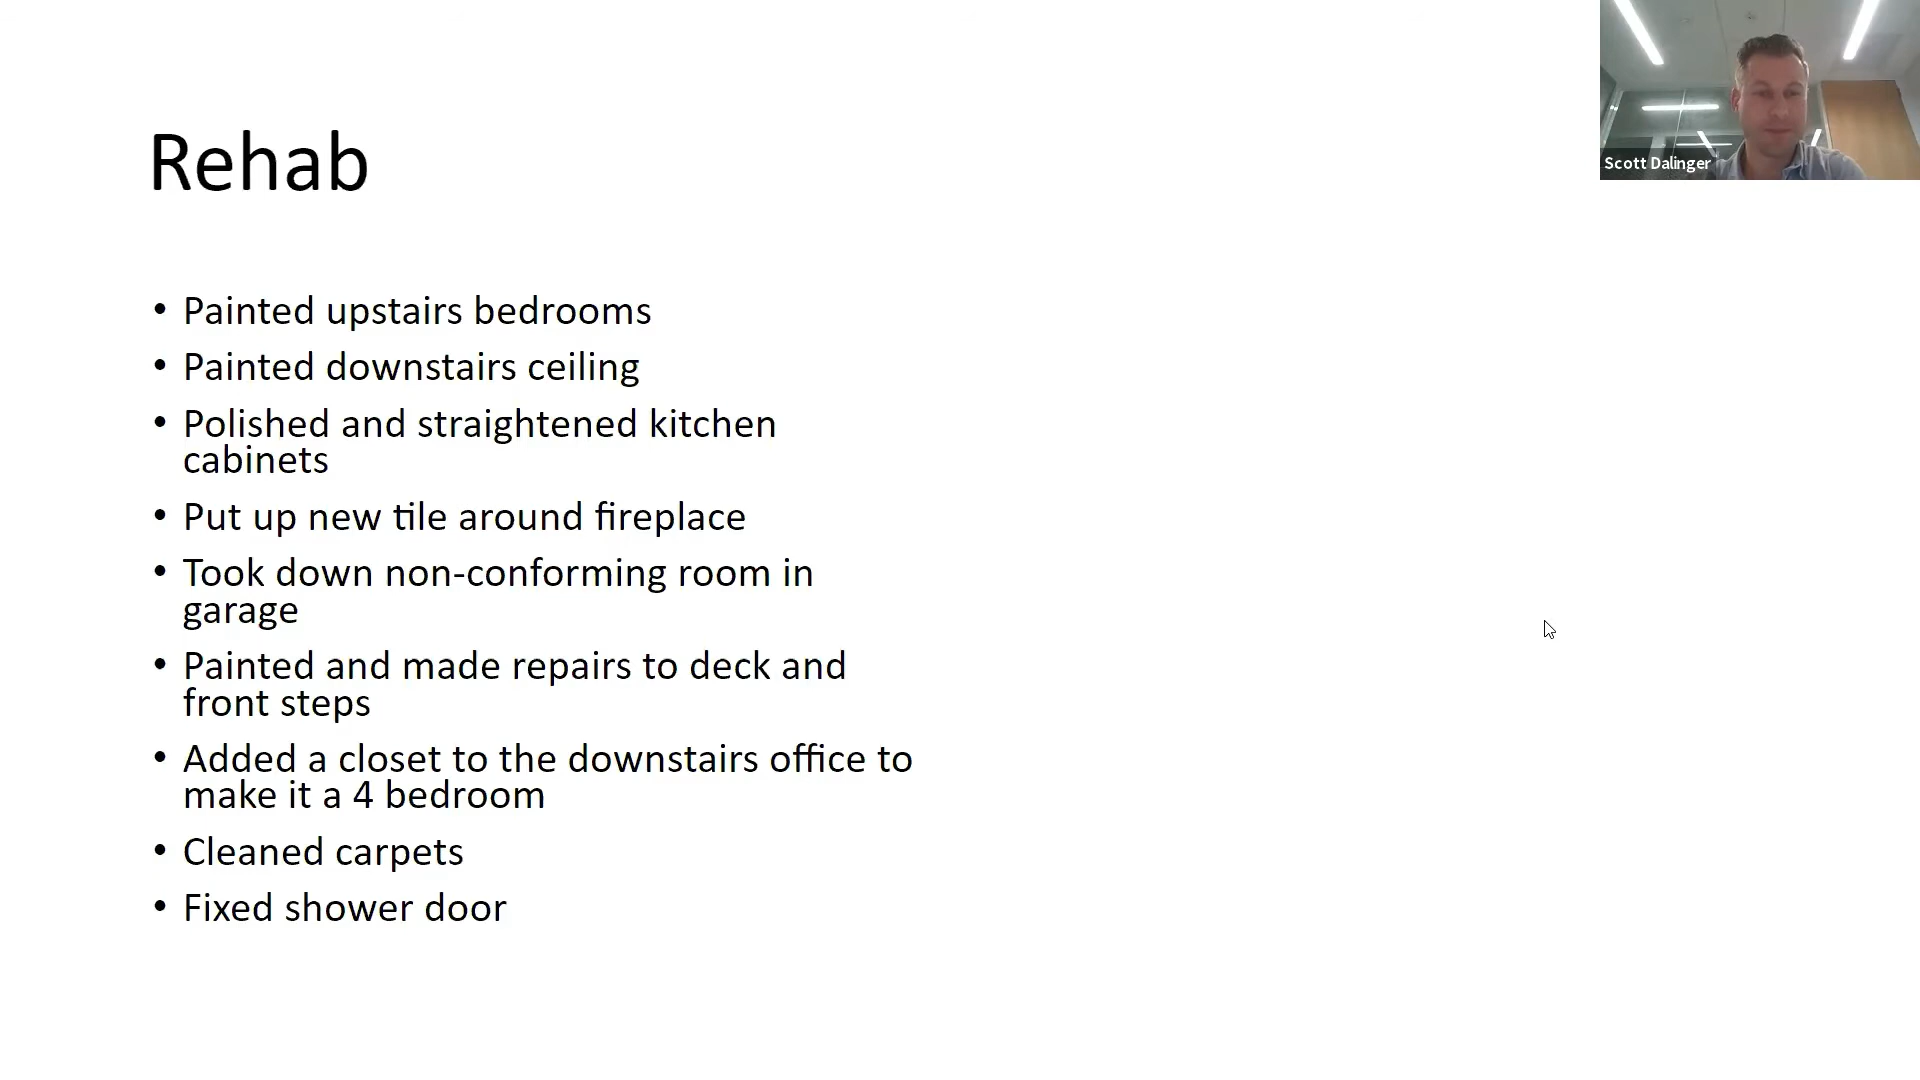 Rehab
Scott Dalinger
• Painted upstairs bedrooms
• Painted downstairs ceiling
• Polished and straightened kitchen
cabinets
• Put up new tile around fireplace
• Took down non-conforming room in
garage
• Painted and made repairs to deck and
front steps
• Added a closet to the downstairs office to
make it a 4 bedroom
• Cleaned carpets
• Fixed shower door